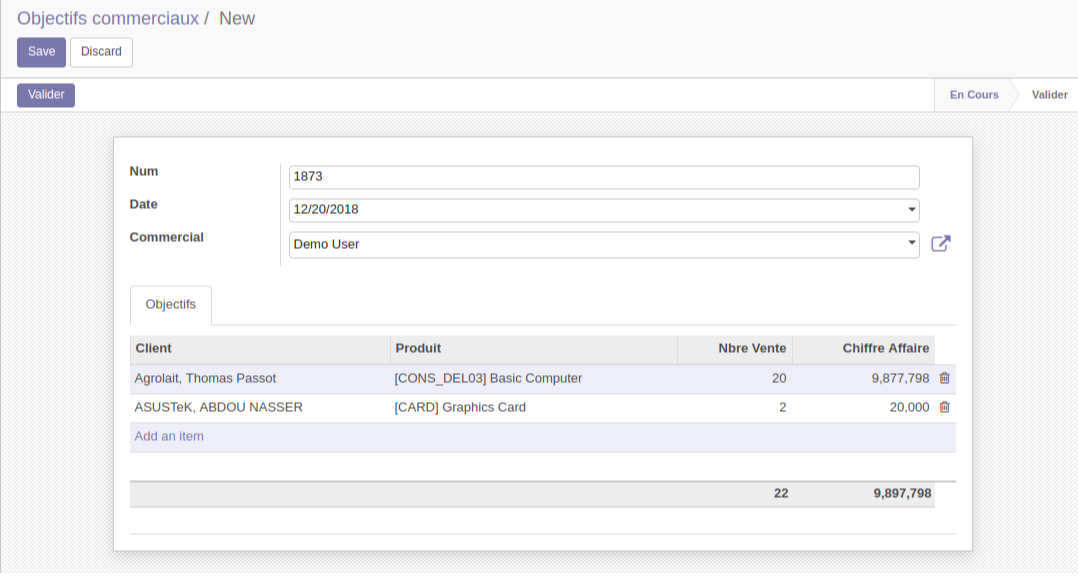 Objectifs commerciaux / New
Save Discard
Valider En Cours Valider
Num 1873
Date 12/20/2018
Commercial Demo User
Objectifs
Client Produit Nbre Vente Chiffre Affaire
Agrolait, Thomas Passot [CONS_DEL03] Basic Computer 20 9,877,798
ASUSTeK, ABDOU NASSER [CARD] Graphics Card 2 20,000
Add an item
22 9,897,798